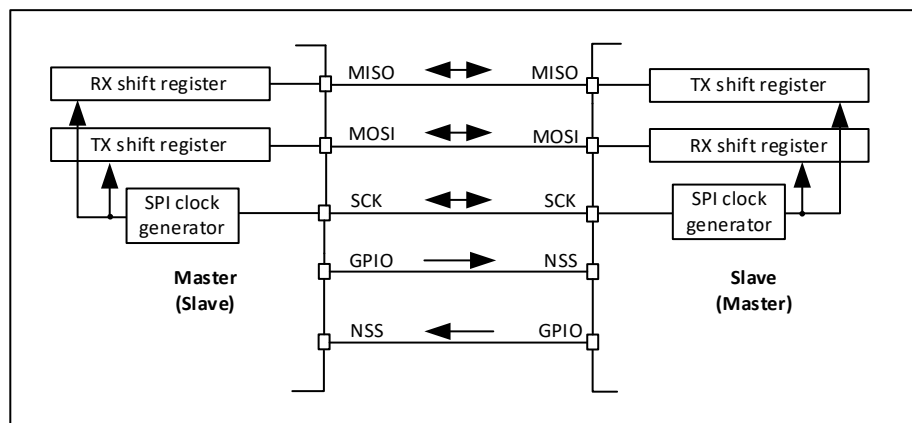 RX shift register
MISO
MISO
TX shift register
TX shift register
MOSI
MOSI
RX shift register
SPI clock
generator
SCK
SCK
SPI clock
generator
Master
(Slave)
GPIO
NSS
Slave
(Master)
NSS
GPIO